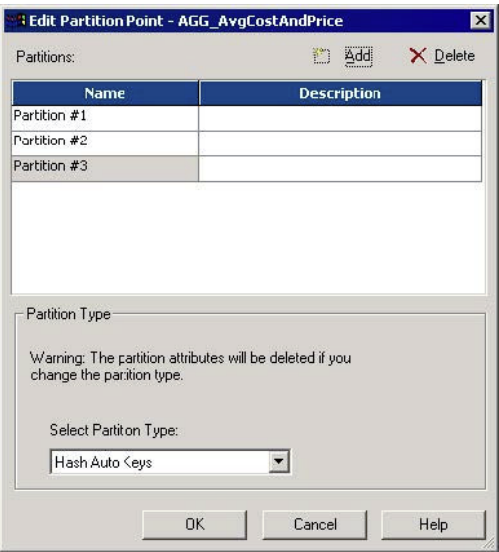 Edit Partition Point - AGG_AvgCostAndPrice
Partitions: Add Delete
Name Description
Partition #1
Partition #2
Partition #3
Partition Type
Warning: The partition attributes will be deleted if you
change the parition type.
Select Partiton Type:
Hash Auto Keys
OK Cancel Help